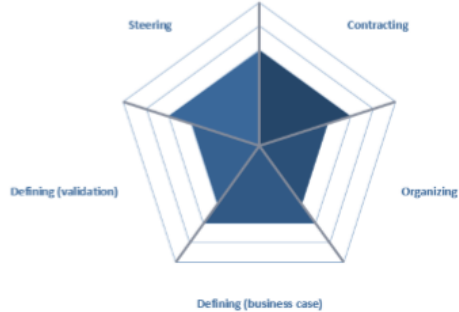 Steering
Contracting
Defining (validation)
Organizing
Defining (business case)